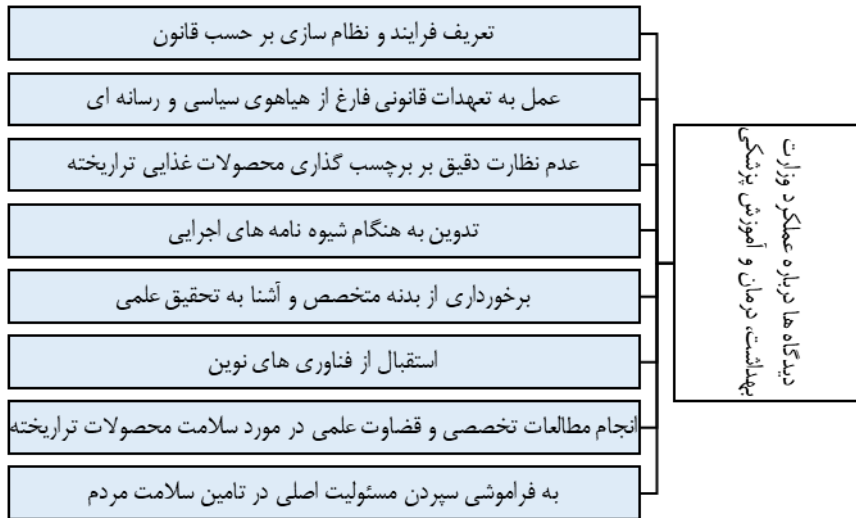 دیدگاه ها درباره عملکرد وزارت
بهداشت، درمان و آموزش پزشکی
تعریف فرایند و نظام سازی بر حسب قانون
عمل به تعهدات قانونی فارغ از هیاهوی سیاسی و رسانه ای
عدم نظارت دقیق بر برچسب گذاری محصولات غذایی تراریخته
تدوین به هنگام شیوه نامه های اجرایی
برخورداری از بدنه متخصص و آشنا به تحقیق علمی
استقبال از فناوری های نوین
انجام مطالعات تخصصی و قضاوت علمی در مورد سلامت محصولات تراریخته
به فراموشی سپردن مسئولیت اصلی در تامین سلامت مردم